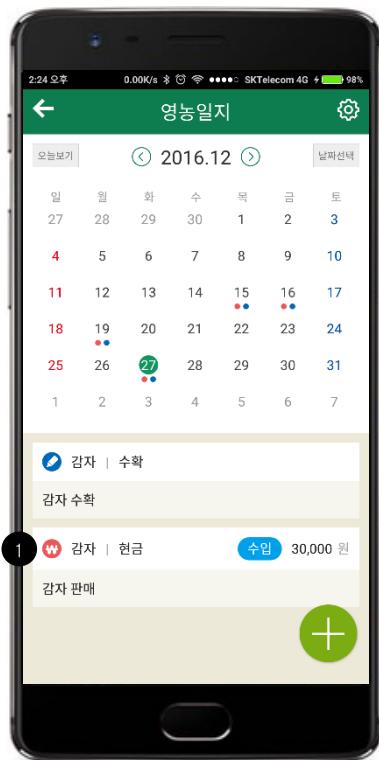 2:24 오후 0.00K/s SKTelecom 4G 98%
영농일지
오늘보기 2016.12 날짜선택
일 월 화 수 목 금 토
27 28 29 30 1 2 3
4 5 6 7 8 9 10
11 12 13 14 15 16 17
18 19 20 21 22 23 24
25 26 27 28 29 30 31
1 2 3 4 5 6 7
감자 | 수확
감자 수확
1 ₩ 감자 | 현금 수입 30,000 원
감자 판매